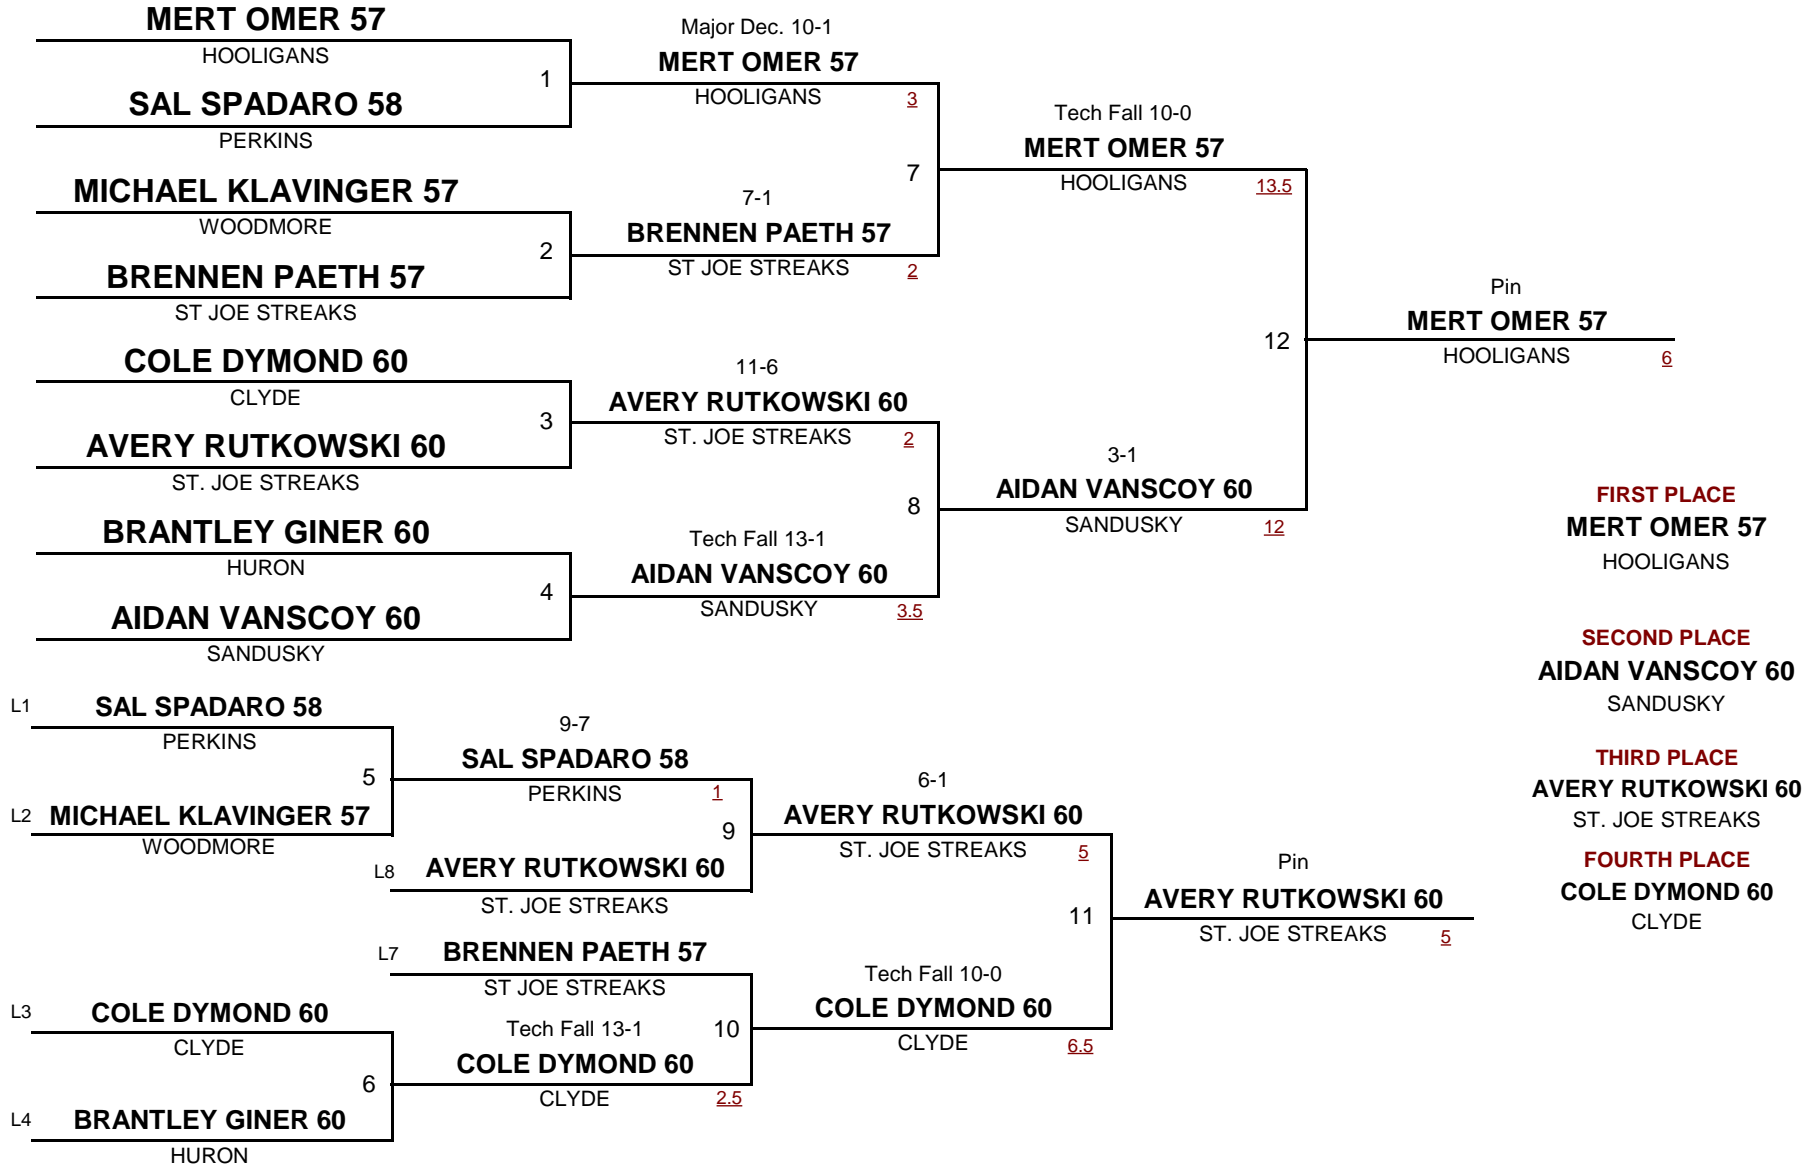 MERT OMER 57
HOOLIGANS
1
SAL SPADARO 58
PERKINS
MICHAEL KLAVINGER 57
WOODMORE
2
BRENNEN PAETH 57
ST JOE STREAKS
COLE DYMOND 60
CLYDE
3
AVERY RUTKOWSKI 60
ST. JOE STREAKS
BRANTLEY GINER 60
HURON
4
AIDAN VANSCOY 60
SANDUSKY
Major Dec. 10-1
MERT OMER 57
HOOLIGANS 3
7
7-1
BRENNEN PAETH 57
ST JOE STREAKS 2
11-6
AVERY RUTKOWSKI 60
ST. JOE STREAKS 2
8
Tech Fall 13-1
AIDAN VANSCOY 60
SANDUSKY 3.5
Tech Fall 10-0
MERT OMER 57
HOOLIGANS 13.5
12
3-1
AIDAN VANSCOY 60
SANDUSKY 12
Pin
MERT OMER 57
HOOLIGANS 6
FIRST PLACE
MERT OMER 57
HOOLIGANS
SECOND PLACE
AIDAN VANSCOY 60
SANDUSKY
THIRD PLACE
AVERY RUTKOWSKI 60
ST. JOE STREAKS
FOURTH PLACE
COLE DYMOND 60
CLYDE
L1 SAL SPADARO 58
PERKINS
5
L2 MICHAEL KLAVINGER 57
WOODMORE
9-7
SAL SPADARO 58
PERKINS 1
9
L8 AVERY RUTKOWSKI 60
ST. JOE STREAKS
6-1
AVERY RUTKOWSKI 60
ST. JOE STREAKS 5
11
L7 BRENNEN PAETH 57
ST JOE STREAKS
10
L3 COLE DYMOND 60
CLYDE
6
L4 BRANTLEY GINER 60
HURON
Tech Fall 13-1
COLE DYMOND 60
CLYDE 2.5
Tech Fall 10-0
COLE DYMOND 60
CLYDE 6.5
Pin
AVERY RUTKOWSKI 60
ST. JOE STREAKS 5